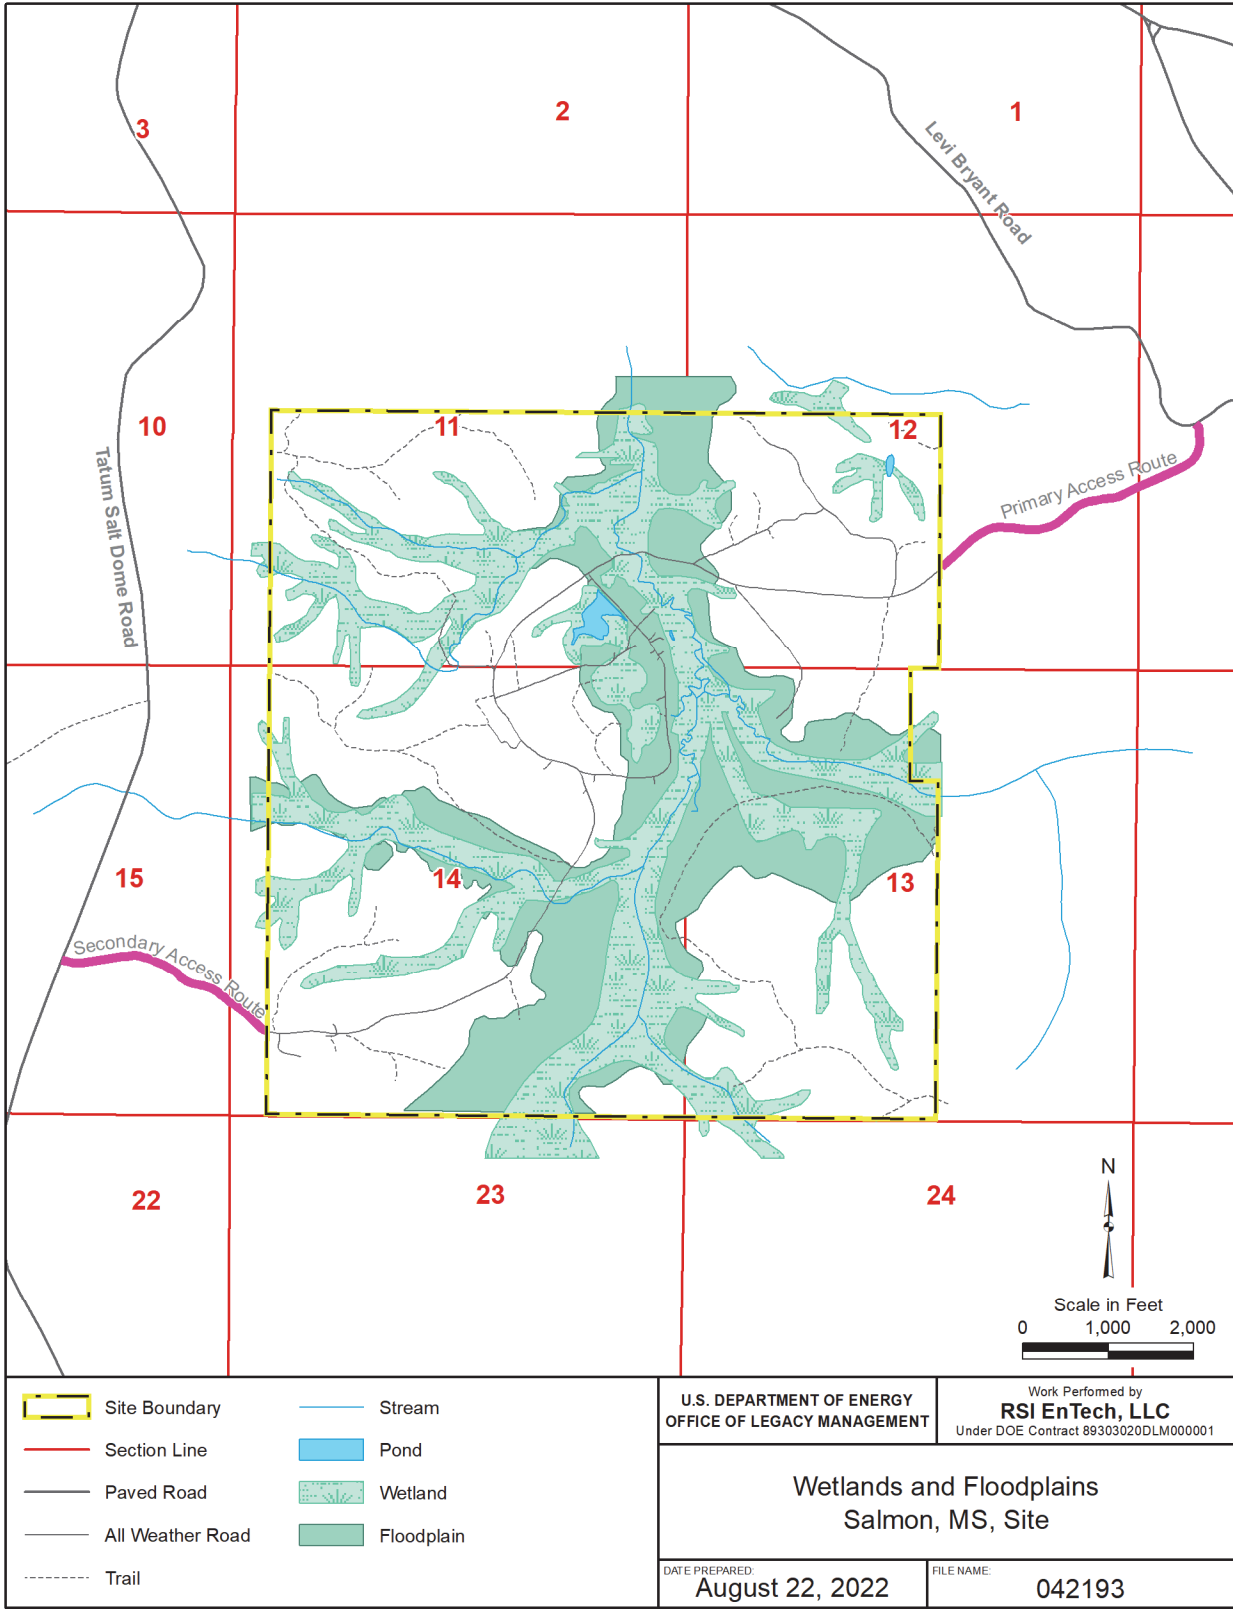 3
2
1
Levi Bryant Road
10
11
12
Tatum Salt Dome Road
Primary Access Route
15
14
13
Secondary Access Route
22
23
24
N
Scale in Feet
0 1,000 2,000
Site Boundary
Section Line
Paved Road
All Weather Road
Trail
Stream
Pond
Wetland
Floodplain
U.S. DEPARTMENT OF ENERGY
OFFICE OF LEGACY MANAGEMENT
Work Performed by
RSI EnTech, LLC
Under DOE Contract 89303020DLM000001
Wetlands and Floodplains
Salmon, MS, Site
DATE PREPARED:
August 22, 2022
FILE NAME:
042193